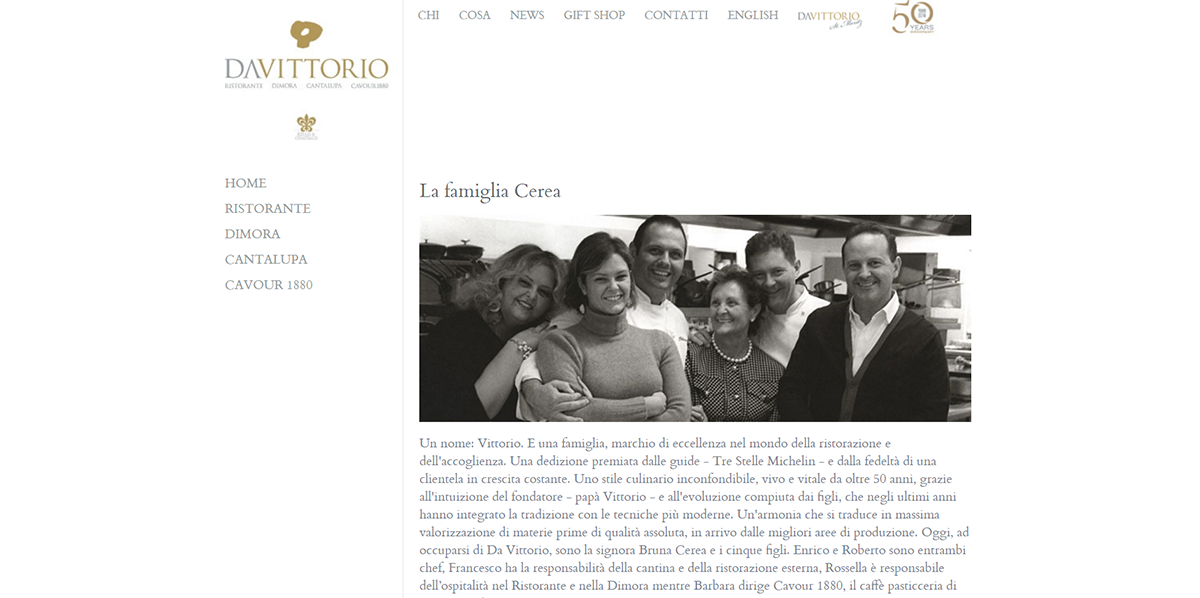 CHI COSA NEWS GIFT SHOP CONTATTI ENGLISH DAVITTORIO St. Moritz 50 YEARS
DAVITTORIO
RISTORANTE DIMORA CANTALUPA CAVOUR1880
HOME
RISTORANTE
DIMORA
CANTALUPA
CAVOUR 1880
La famiglia Cerea
Un nome: Vittorio. E una famiglia, marchio di eccellenza nel mondo della ristorazione e
dell'accoglienza. Una dedizione premiata dalle guide - Tre Stelle Michelin - e dalla fedeltà di una
clientela in crescita costante. Uno stile culinario inconfondibile, vivo e vitale da oltre 50 anni, grazie
all'intuizione del fondatore - papà Vittorio - e all'evoluzione compiuta dai figli, che negli ultimi anni
hanno integrato la tradizione con le tecniche più moderne. Un'armonia che si traduce in massima
valorizzazione di materie prime di qualità assoluta, in arrivo dalle migliori aree di produzione. Oggi, ad
occuparsi di Da Vittorio, sono la signora Bruna Cerea e i cinque figli. Enrico e Roberto sono entrambi
chef, Francesco ha la responsabilità della cantina e della ristorazione esterna, Rossella è responsabile
dell'ospitalità nel Ristorante e nella Dimora mentre Barbara dirige Cavour 1880, il caffè pasticceria di